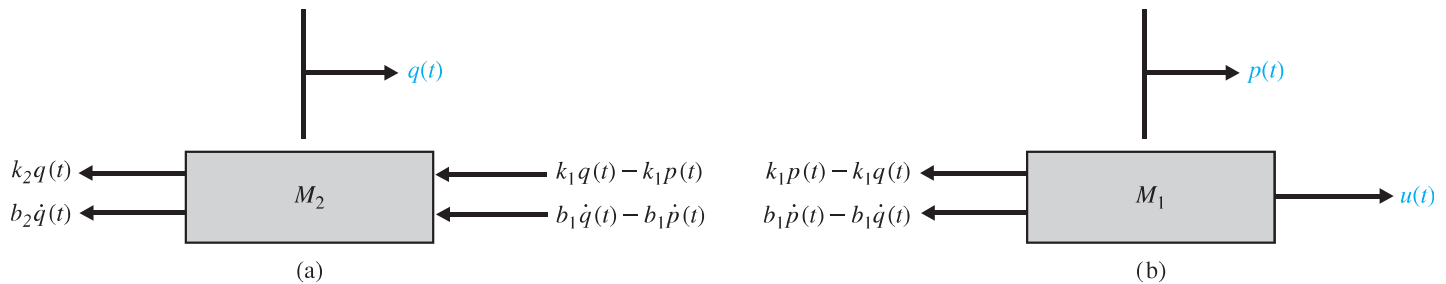 q(t)
p(t)
k₂q(t)
k₁q(t) − k₁p(t)
k₁p(t) − k₁q(t)
M₂
M₁
u(t)
b₂q̇(t)
b₁q̇(t) − b₁ṗ(t)
b₁ṗ(t) − b₁q̇(t)
(a)
(b)